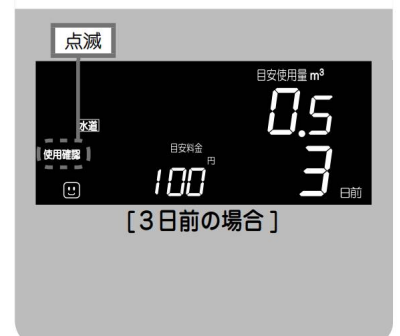 点滅
目安使用量 m³
0.5
水道
使用確認
目安料金
円
100
3
日前
[3日前の場合]